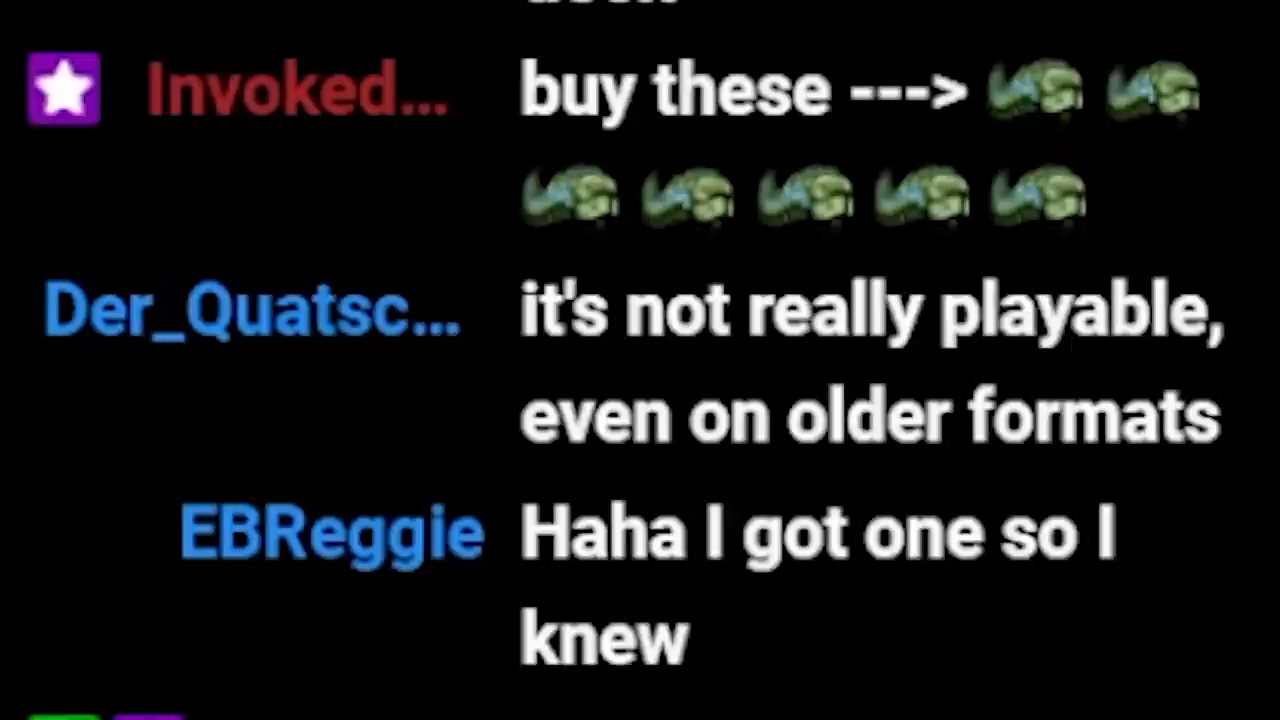 Invoked... buy these --->
Der_Quatsc... it's not really playable,
even on older formats
EBReggie Haha I got one so I
knew